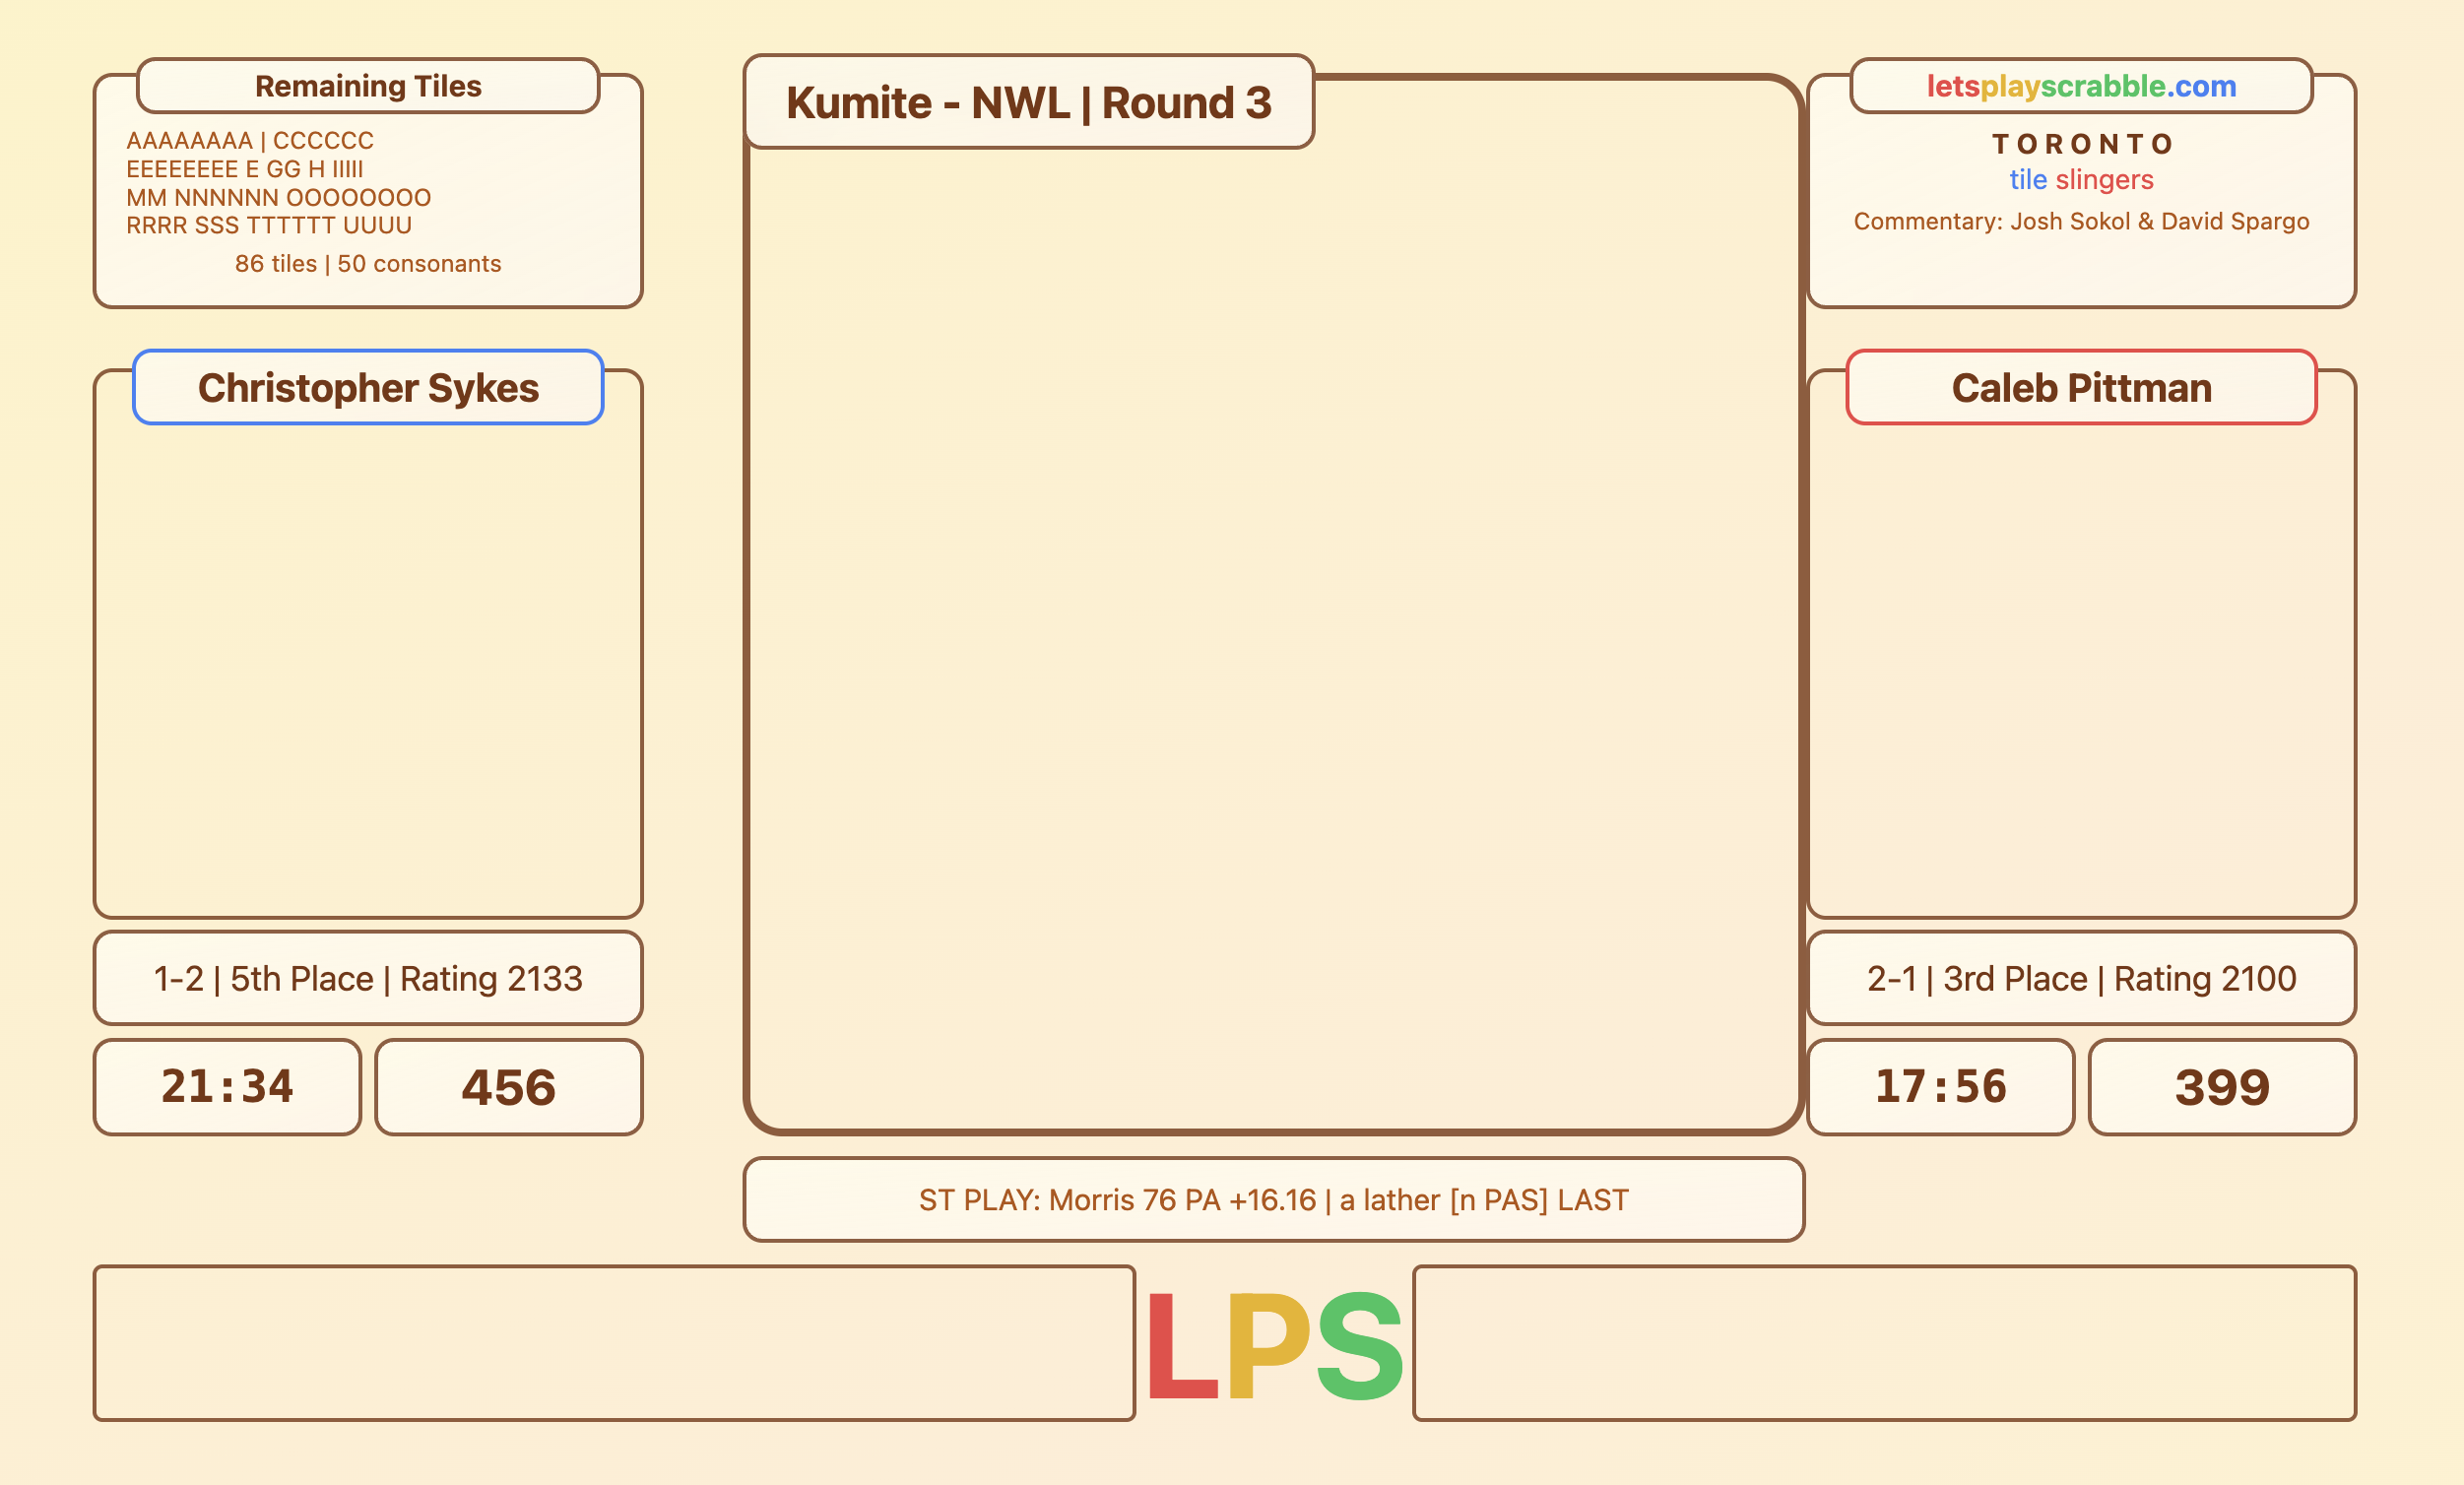 Remaining Tiles
AAAAAAAA | CCCCCC
EEEEEEEE E GG H IIIII
MM NNNNNN OOOOOOOO
RRRR SSS TTTTTT UUUU
86 tiles | 50 consonants
Kumite - NWL | Round 3
letsplayscrabble.com
TORONTO
tile slingers
Commentary: Josh Sokol & David Spargo
Christopher Sykes
Caleb Pittman
1-2 | 5th Place | Rating 2133
2-1 | 3rd Place | Rating 2100
21:34
456
17:56
399
ST PLAY: Morris 76 PA +16.16 | a lather [n PAS] LAST
LPS